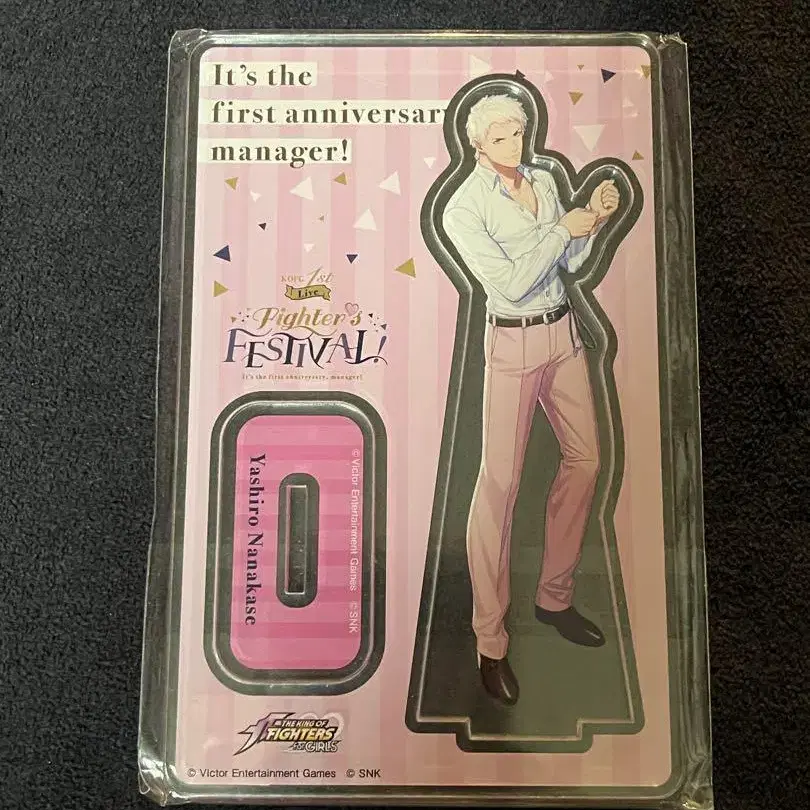 It's the
first anniversary
manager!
KOFG 1st
Live
Fighter's
FESTIVAL!
It's the first anniversary, manager!
Yashiro Nanakase
©Victor Entertainment Games ©SNK
THE KING OF
FIGHTERS
for GIRLS
© Victor Entertainment Games © SNK